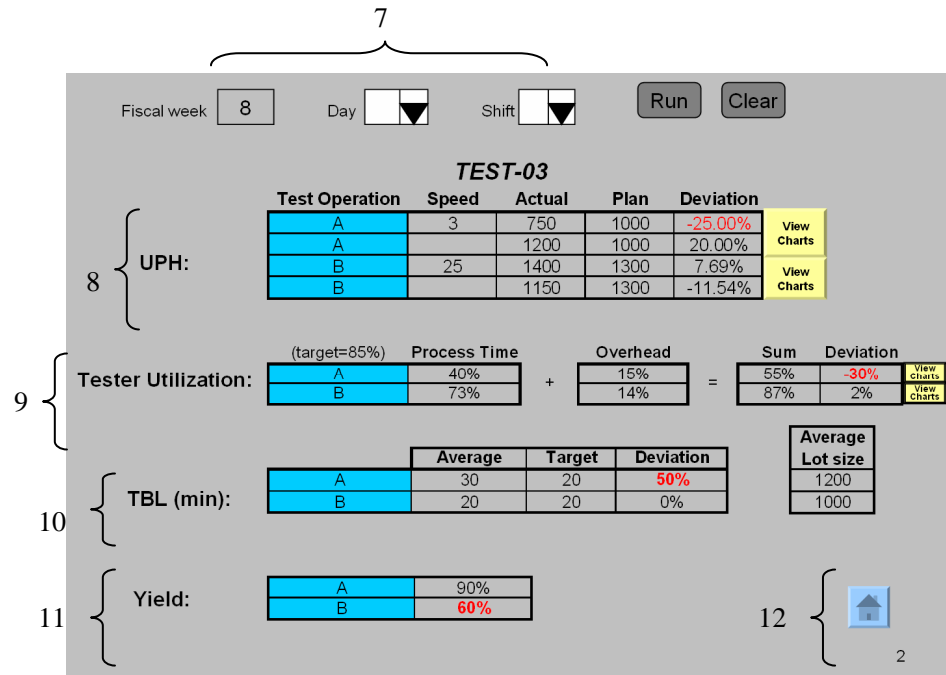 7
Fiscal week 8 Day Shift Run Clear
TEST-03
Test Operation Speed Actual Plan Deviation
A 3 750 1000 -25.00% View Charts
A 1200 1000 20.00%
8 UPH:
B 25 1400 1300 7.69% View Charts
B 1150 1300 -11.54%
(target=85%) Process Time Overhead Sum Deviation
9 Tester Utilization:
A 40% + 15% = 55% -30% View Charts
B 73% 14% 87% 2% View Charts
Average
Average Target Deviation Lot size
A 30 20 50% 1200
10 TBL (min):
B 20 20 0% 1000
11 Yield:
A 90%
B 60%
12
2